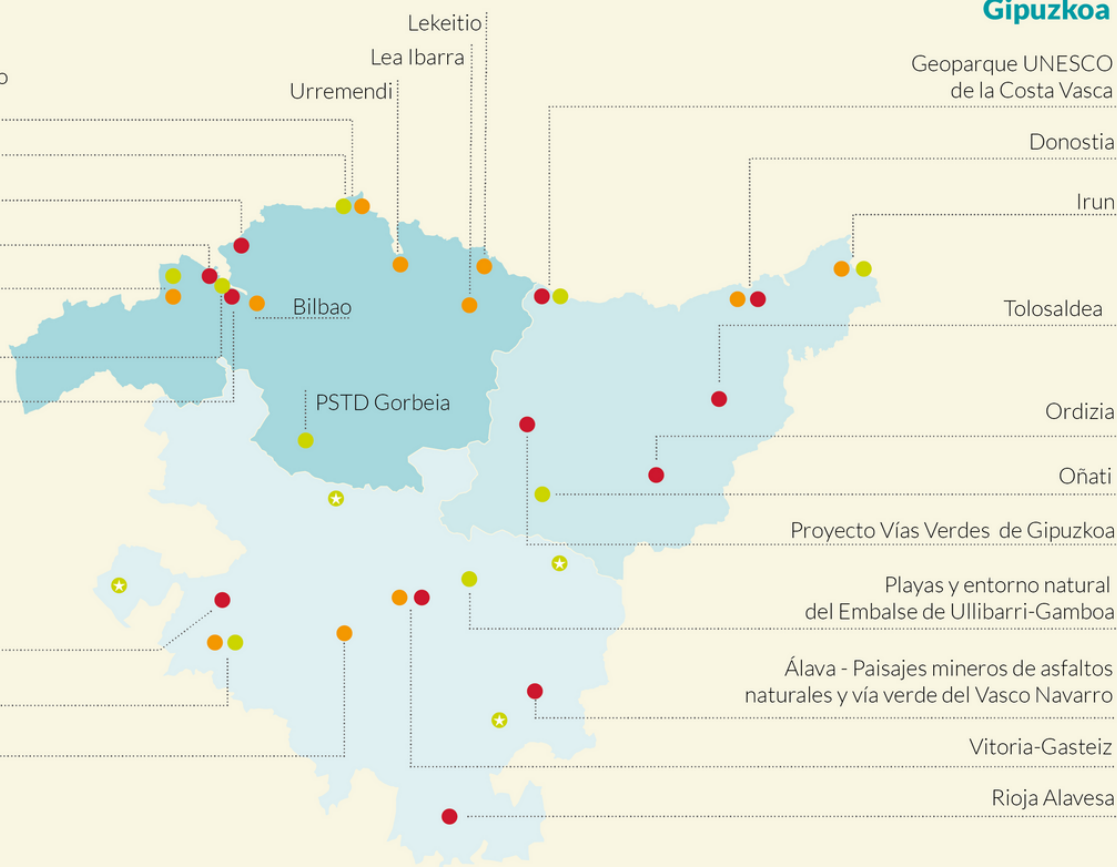 Gipuzkoa
Lekeitio
Lea Ibarra
Urremendi
Geoparque UNESCO
de la Costa Vasca
Donostia
Irun
Bilbao
Tolosaldea
PSTD Gorbeia
Ordizia
Oñati
Proyecto Vías Verdes de Gipuzkoa
Playas y entorno natural
del Embalse de Ullibarri-Gamboa
Álava - Paisajes mineros de asfaltos
naturales y vía verde del Vasco Navarro
Vitoria-Gasteiz
Rioja Alavesa